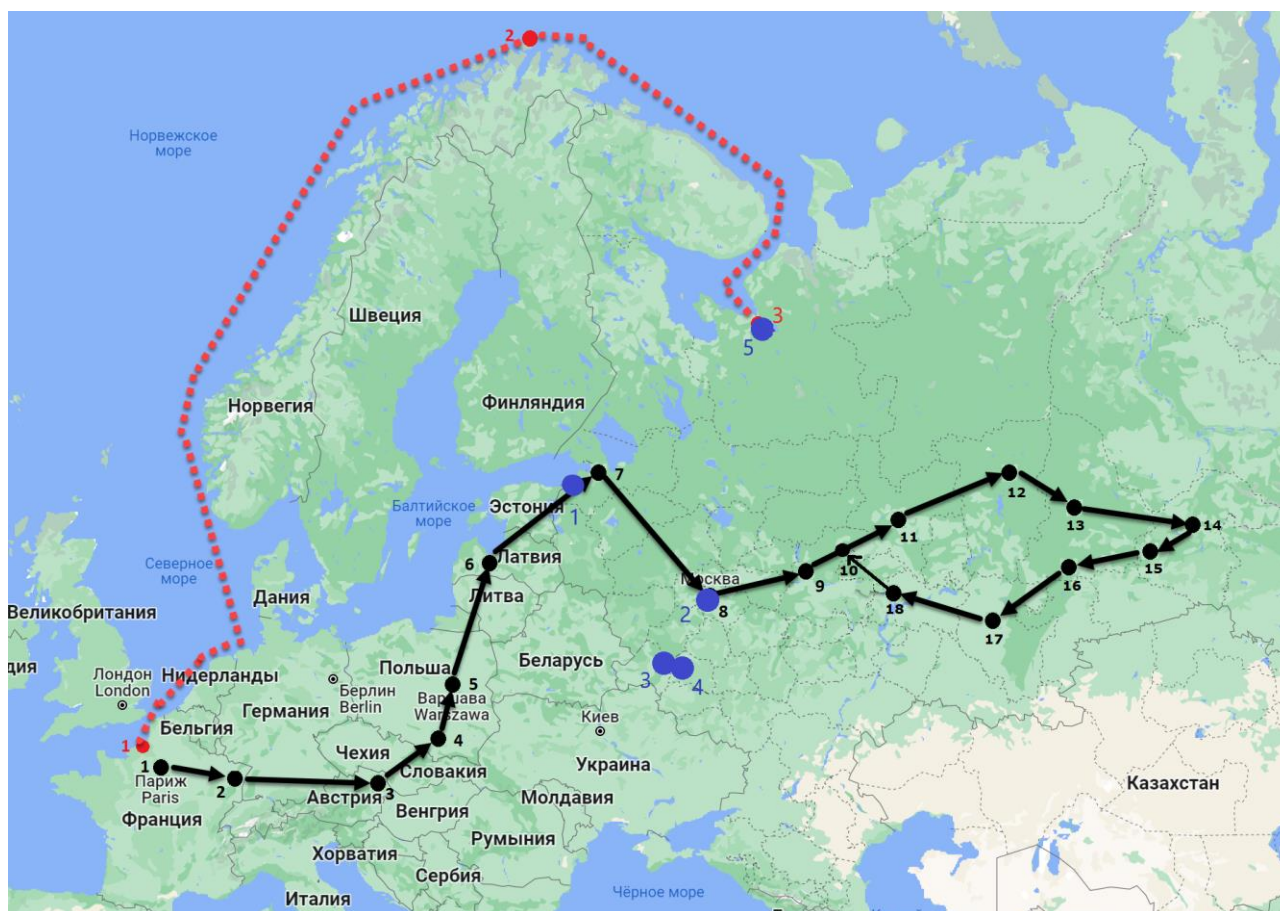 2
Норвежское
море
3
5
Швеция
Норвегия
Финляндия
7
12
Балтийское
море
Эстония
1
13
14
11
Северное
море
6
Латвия
10
15
Москва
9
16
Дания
Литва
2
8
18
Великобритания
17
дия
Нидерланды
Польша
Беларусь
3
4
Лондон
London
Берлин
Berlin
5
Варшава
Warszawa
Германия
Бельгия
Киев
1
4
Чехия
1
Украина
Словакия
Париж
Paris
2
3
Австрия
Казахстан
Венгрия
Молдавия
Франция
Румыния
Хорватия
Сербия
Чёрное море
Италия